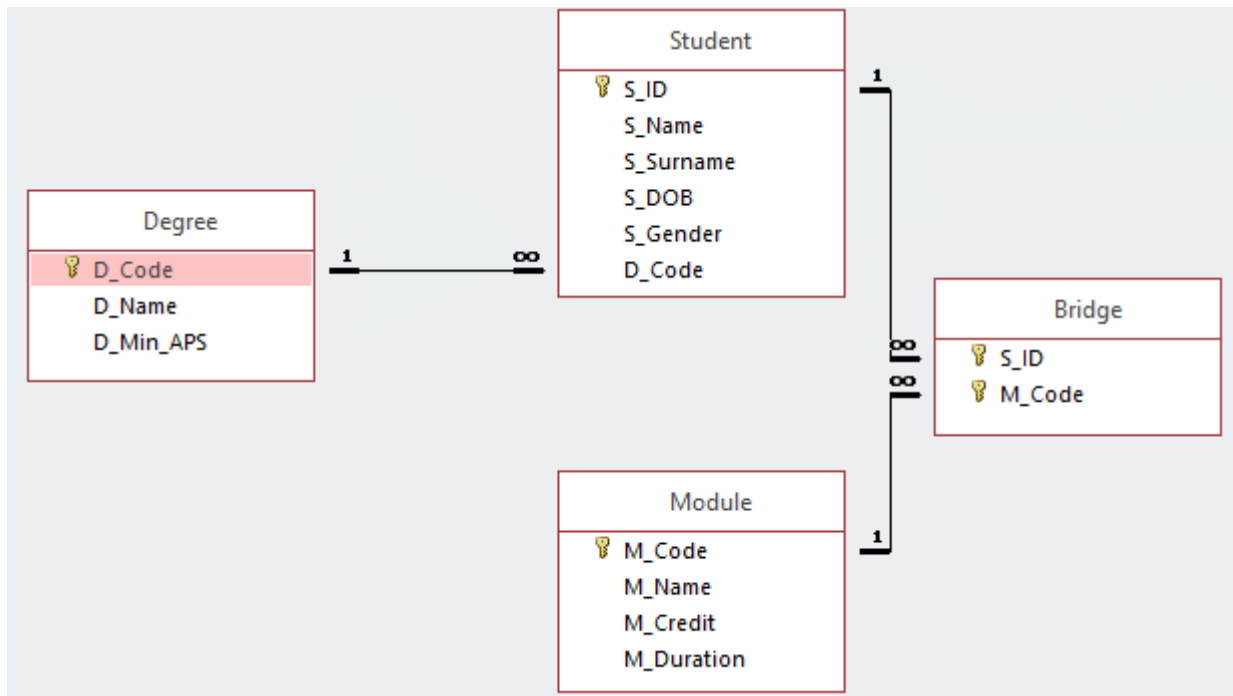 Student
S_ID
S_Name
S_Surname
S_DOB
S_Gender
D_Code
Degree
D_Code
D_Name
D_Min_APS
1
∞
1
∞
∞
1
Bridge
S_ID
M_Code
Module
M_Code
M_Name
M_Credit
M_Duration